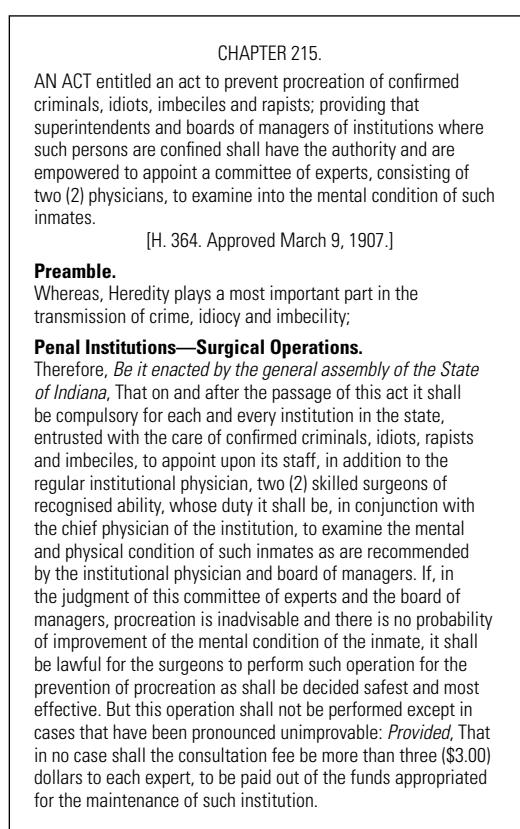 CHAPTER 215.
AN ACT entitled an act to prevent procreation of confirmed
criminals, idiots, imbeciles and rapists; providing that
superintendents and boards of managers of institutions where
such persons are confined shall have the authority and are
empowered to appoint a committee of experts, consisting of
two (2) physicians, to examine into the mental condition of such
inmates.
[H. 364. Approved March 9, 1907.]
Preamble.
Whereas, Heredity plays a most important part in the
transmission of crime, idiocy and imbecility;
Penal Institutions—Surgical Operations.
Therefore, Be it enacted by the general assembly of the State
of Indiana, That on and after the passage of this act it shall
be compulsory for each and every institution in the state,
entrusted with the care of confirmed criminals, idiots, rapists
and imbeciles, to appoint upon its staff, in addition to the
regular institutional physician, two (2) skilled surgeons of
recognised ability, whose duty it shall be, in conjunction with
the chief physician of the institution, to examine the mental
and physical condition of such inmates as are recommended
by the institutional physician and board of managers. If, in
the judgment of this committee of experts and the board of
managers, procreation is inadvisable and there is no probability
of improvement of the mental condition of the inmate, it shall
be lawful for the surgeons to perform such operation for the
prevention of procreation as shall be decided safest and most
effective. But this operation shall not be performed except in
cases that have been pronounced unimprovable: Provided, That
in no case shall the consultation fee be more than three ($3.00)
dollars to each expert, to be paid out of the funds appropriated
for the maintenance of such institution.